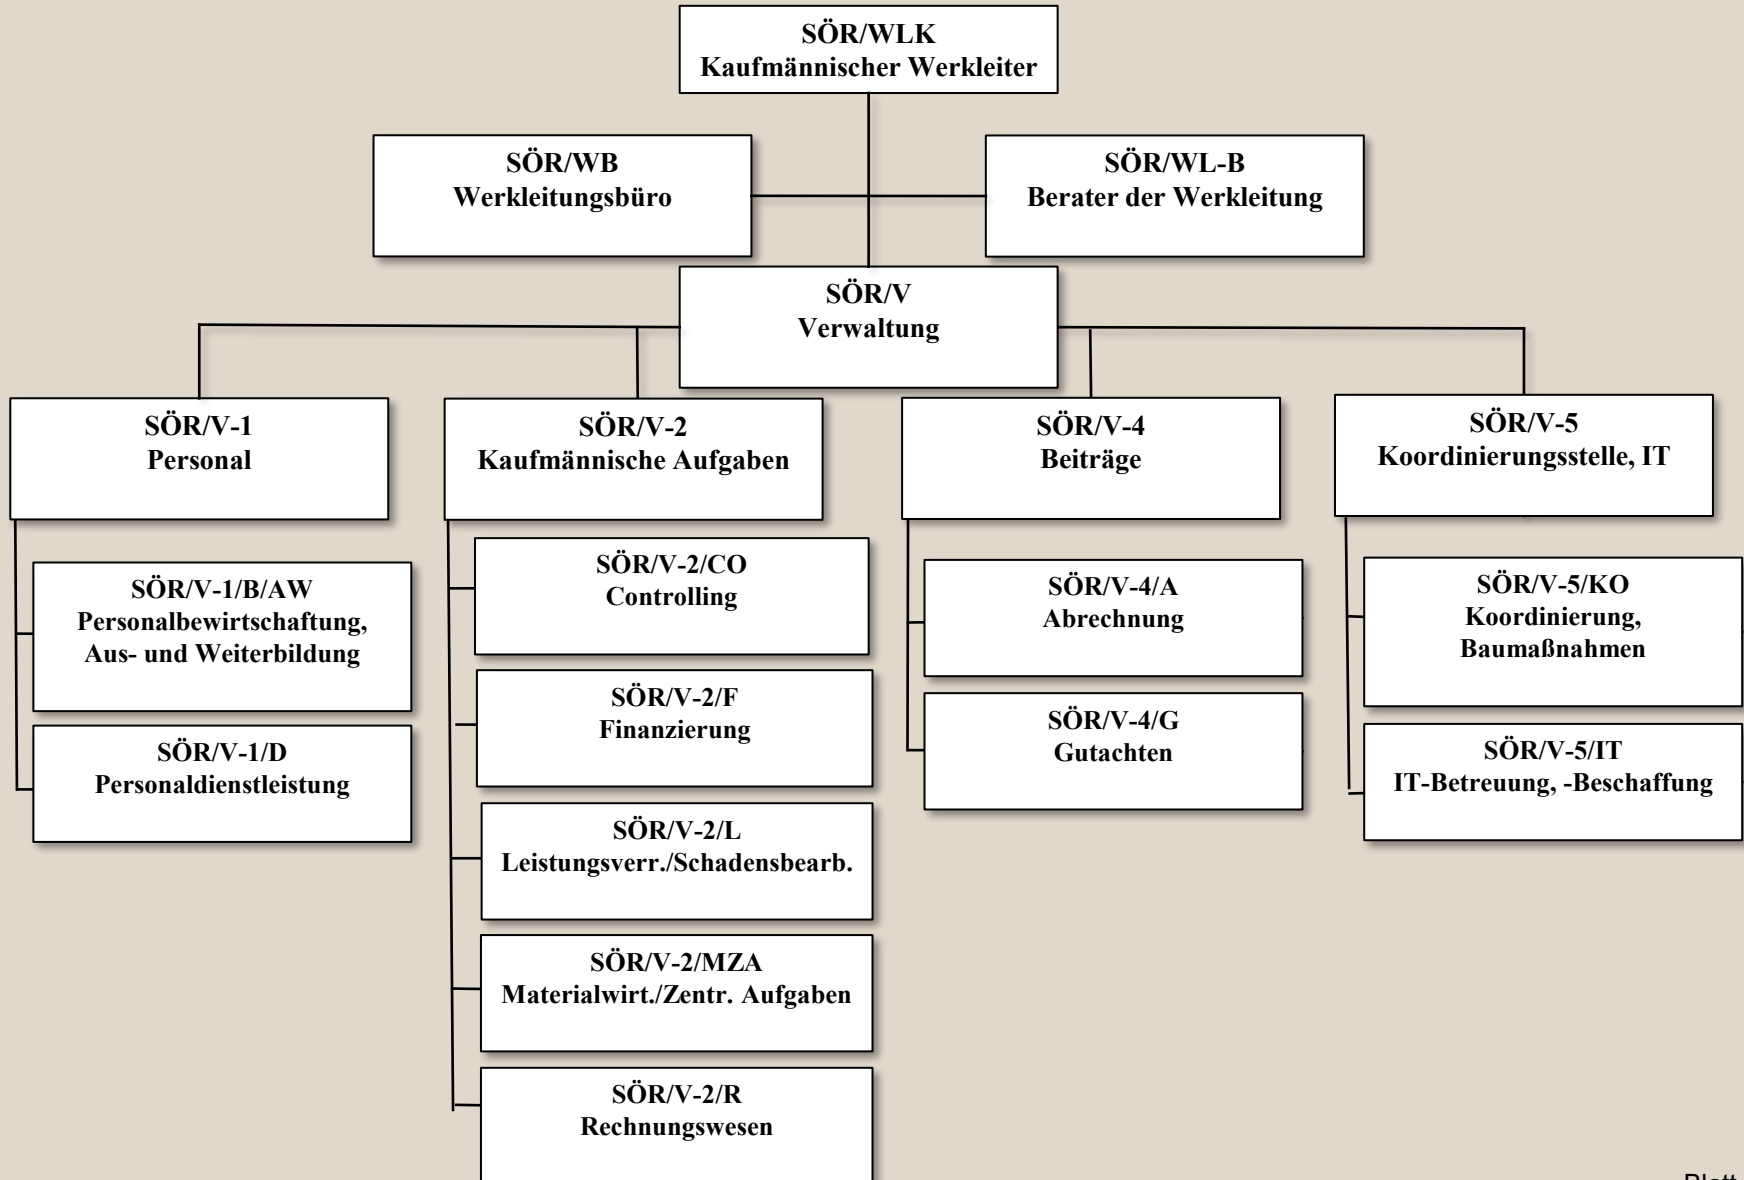 SÖR/WLK
Kaufmännischer Werkleiter
SÖR/WB
Werkleitungsbüro
SÖR/WL-B
Berater der Werkleitung
SÖR/V
Verwaltung
SÖR/V-1
Personal
SÖR/V-2
Kaufmännische Aufgaben
SÖR/V-4
Beiträge
SÖR/V-5
Koordinierungsstelle, IT
SÖR/V-1/B/AW
Personalbewirtschaftung,
Aus- und Weiterbildung
SÖR/V-1/D
Personaldienstleistung
SÖR/V-2/CO
Controlling
SÖR/V-2/F
Finanzierung
SÖR/V-2/L
Leistungsverr./Schadensbearb.
SÖR/V-2/MZA
Materialwirt./Zentr. Aufgaben
SÖR/V-2/R
Rechnungswesen
SÖR/V-4/A
Abrechnung
SÖR/V-4/G
Gutachten
SÖR/V-5/KO
Koordinierung,
Baumaßnahmen
SÖR/V-5/IT
IT-Betreuung, -Beschaffung